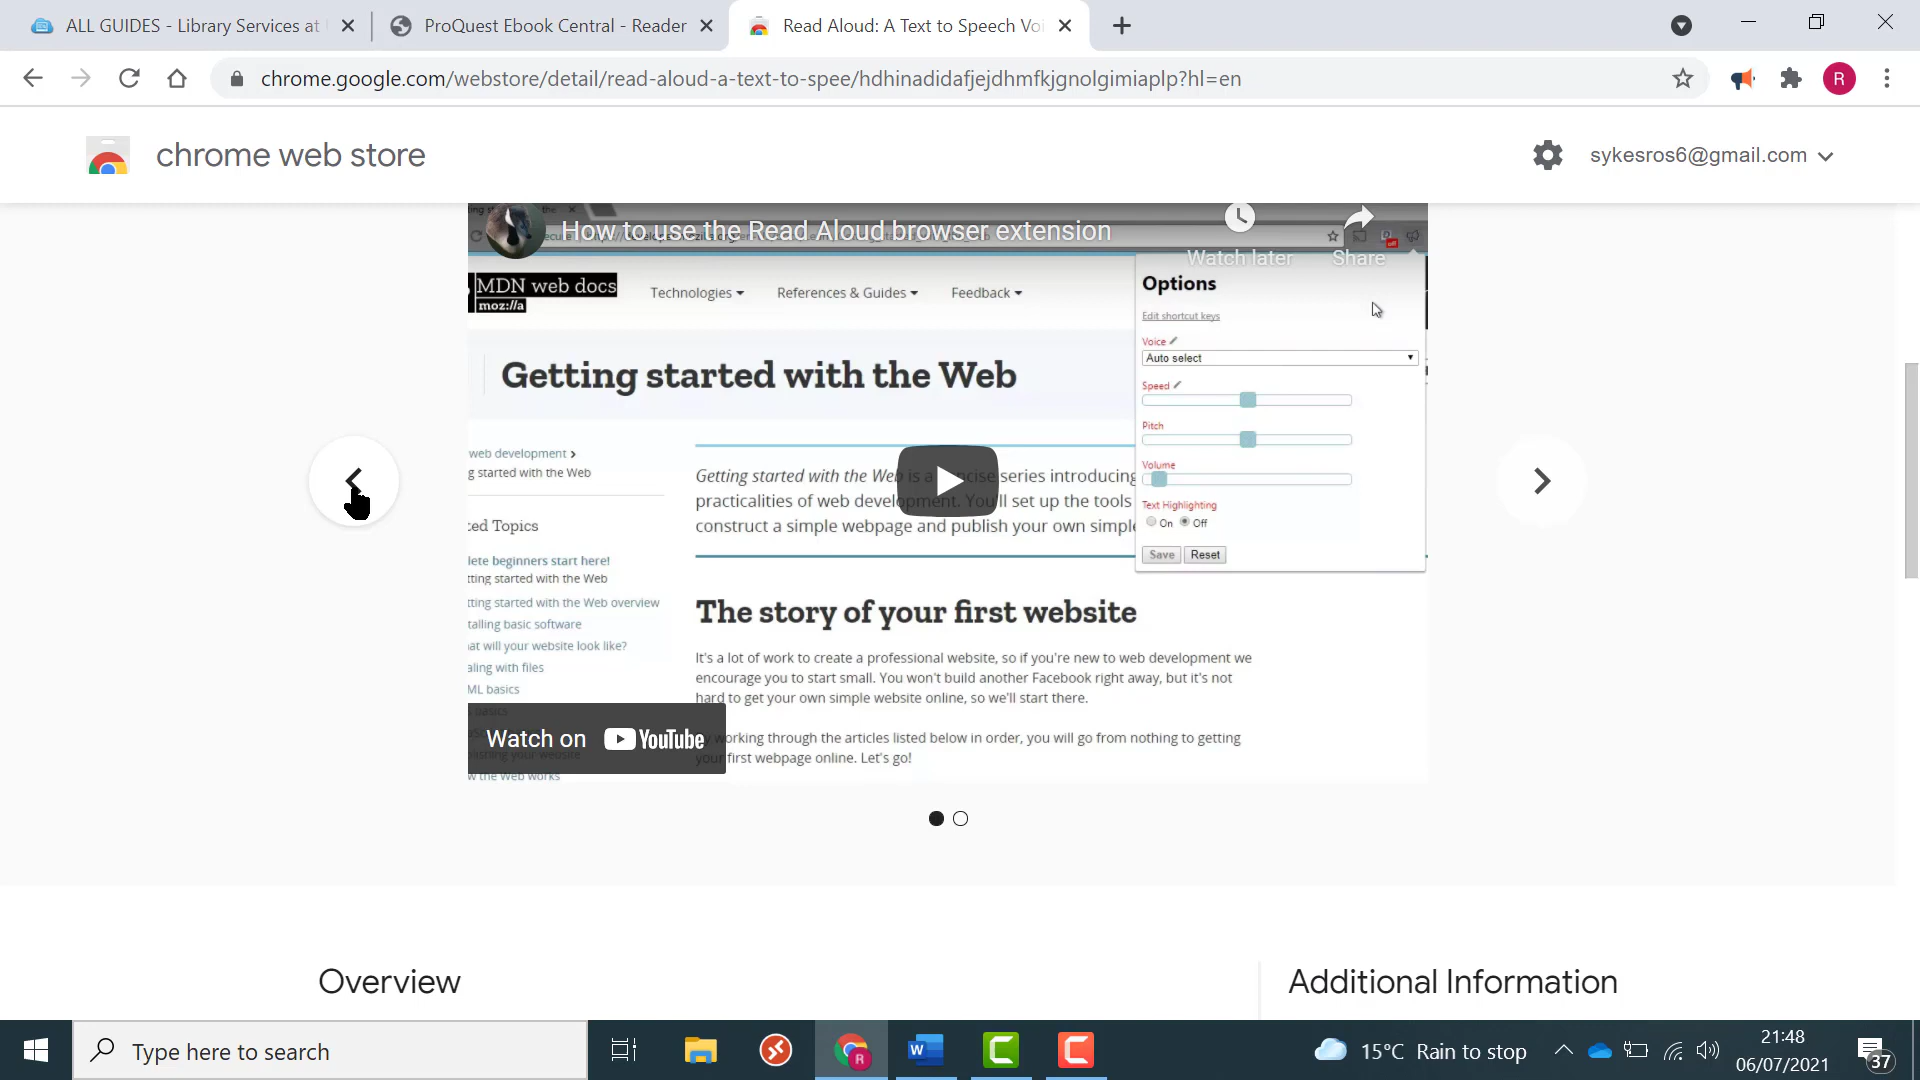 ALL GUIDES - Library Services at
ProQuest Ebook Central - Reader
Read Aloud: A Text to Speech Voi
chrome.google.com/webstore/detail/read-aloud-a-text-to-spee/hdhinadidafjejdhmfkjgnolgimiaplp?hl=en
R
chrome web store
sykesros6@gmail.com
How to use the Read Aloud browser extension
Watch later
Share
MDN web docs
moz://a
Technologies
References & Guides
Feedback
Options
Edit shortcut keys
Voice
Auto select
Speed
Pitch
Volume
Text Highlighting
On Off
Save Reset
Getting started with the Web
web development
g started with the Web
ted Topics
lete beginners start here!
tting started with the Web
tting started with the Web overview
talling basic software
at will your website look like?
aling with files
ML basics
Getting started with the Web is a concise series introducing
practicalities of web development. You'll set up the tools
construct a simple webpage and publish your own simpl
The story of your first website
It's a lot of work to create a professional website, so if you're new to web development we
encourage you to start small. You won't build another Facebook right away, but it's not
hard to get your own simple website online, so we'll start there.
working through the articles listed below in order, you will go from nothing to getting
your first webpage online. Let's go!
Watch on YouTube
w the Web works
Overview
Additional Information
Type here to search
15°C Rain to stop
21:48
06/07/2021
37